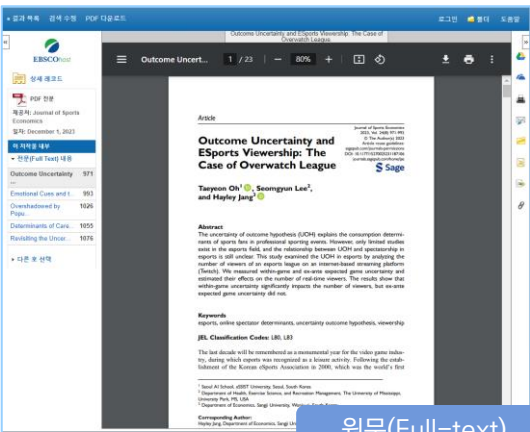 결과 목록 검색 수정 PDF 다운로드
로그인 폴더 도움말
Outcome Uncertainty and ESports Viewership: The Case of Overwatch League.
EBSCOhost
Outcome Uncert... 1 / 23 80%
상세 레코드
PDF 전문
제공처: Journal of Sports
Economics
일자: December 1, 2023
이 저작물 내부
전문(Full Text) 내용
Outcome Uncertainty ... 971
Emotional Cues and t... 993
Overshadowed by Popu... 1026
Determinants of Care... 1055
Revisiting the Uncer... 1076
다른 호 선택
Article
Journal of Sports Economics
2023, Vol. 24(8) 971-992
© The Author(s) 2023
Article reuse guidelines:
sagepub.com/journals-permissions
journals.sagepub.com/home/jse
Sage
Outcome Uncertainty and
ESports Viewership: The
Case of Overwatch League
Taeyeon Oh¹, Seomgyun Lee²,
and Hayley Jang³
Abstract
The uncertainty of outcome hypothesis (UOH) explains the consumption determi-
nants of sports fans in professional sporting events. However, only limited studies
exist in the esports field, and the relationship between UOH and spectatorship in
esports is still unclear. This study examined the UOH in esports by analyzing the
number of viewers of an esports league on an internet-based streaming platform
(Twitch). We measured within-game and ex-ante expected game uncertainty and
estimated their effects on the number of real-time viewers. The results show that
within-game uncertainty significantly impacts the number of viewers, but ex-ante
expected game uncertainty did not.
Keywords
esports, online spectator determinants, uncertainty outcome hypothesis, viewership
JEL Classification Codes: L80, L83
The last decade will be remembered as a monumental year for the video game indus-
try, during which esports was recognized as a leisure activity. Following the estab-
lishment of the Korean eSports Association in 2000, which was the world's first
¹ Seoul AI School, aSSIST University, Seoul, South Korea
² Department of Health, Exercise Science, and Recreation Management, The University of Mississippi,
University Park, MS, USA
³ Department of Economics, Sangji University,
Corresponding Author:
Hayley Jang, Department of Economics, Sangji
원문(Full-text)